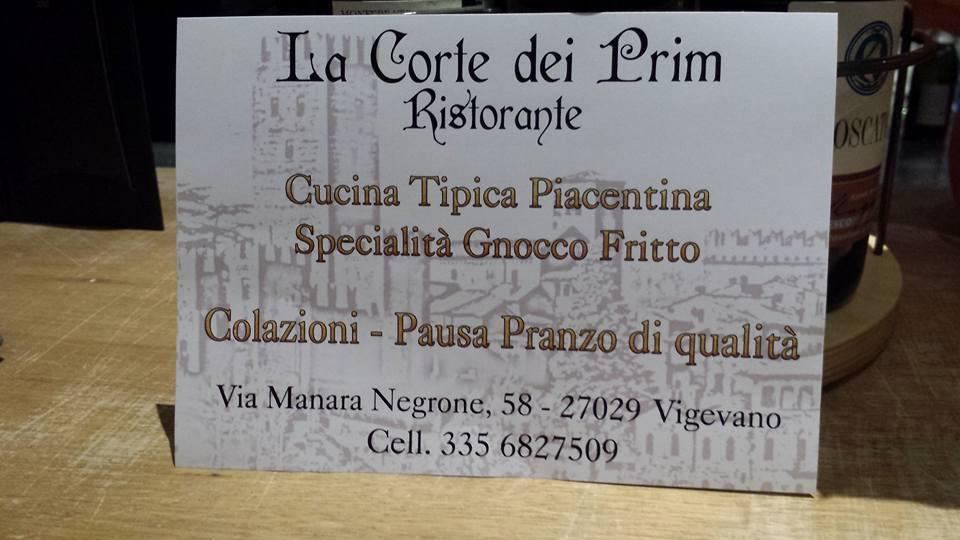 La Corte dei Prim
Ristorante
Cucina Tipica Piacentina
Specialità Gnocco Fritto
Colazioni - Pausa Pranzo di qualità
Via Manara Negrone, 58 - 27029 Vigevano
Cell. 335 6827509